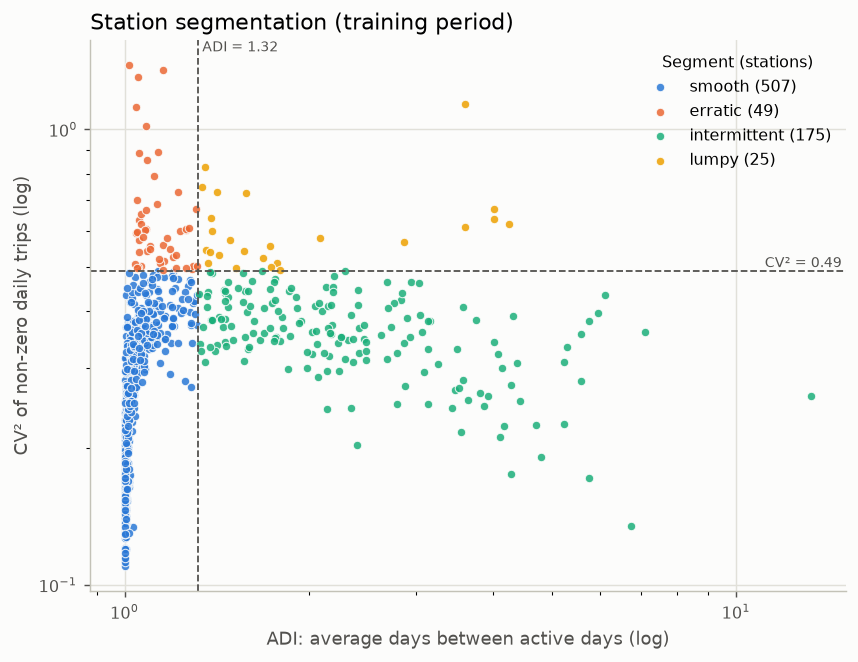 Station segmentation (training period)
ADI = 1.32
Segment (stations)
smooth (507)
erratic (49)
intermittent (175)
lumpy (25)
CV² = 0.49
10⁰
10⁻¹
CV² of non-zero daily trips (log)
10⁰
10¹
ADI: average days between active days (log)